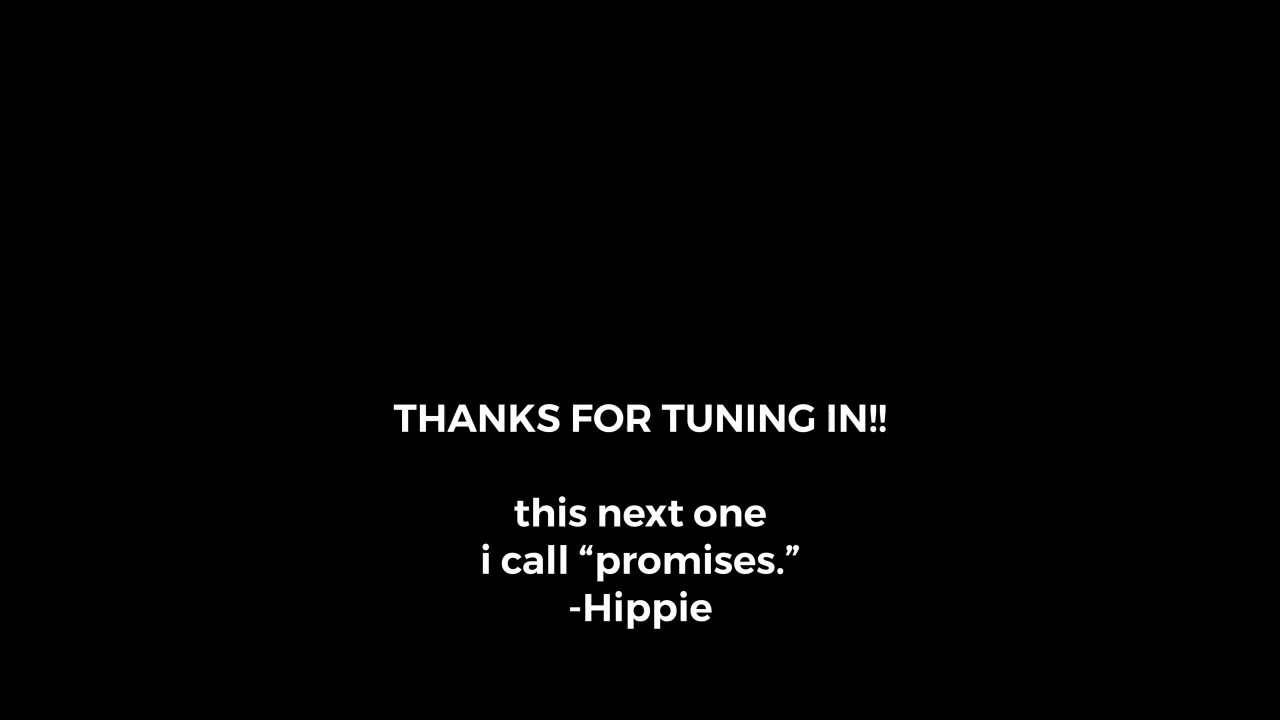 THANKS FOR TUNING IN!!
this next one
i call “promises.”
-Hippie